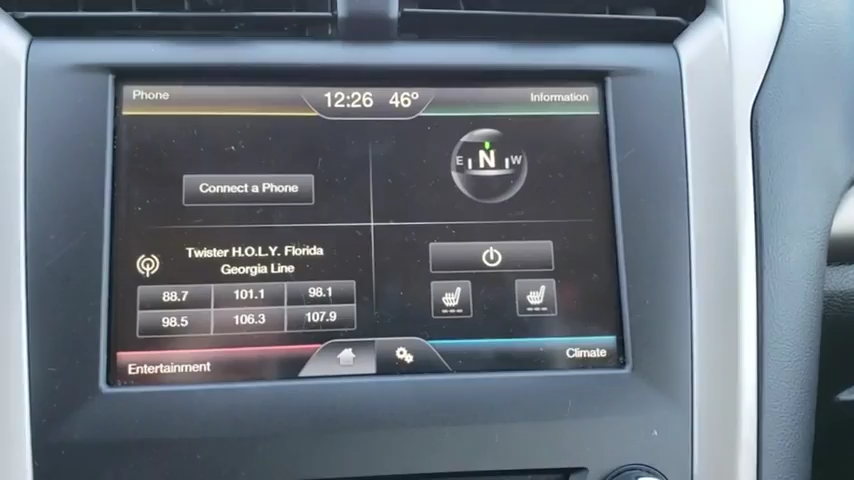 Phone
12:26 46°
Information
Connect a Phone
E N W
Twister H.O.L.Y. Florida
Georgia Line
88.7 101.1 98.1
98.5 106.3 107.9
Entertainment
Climate